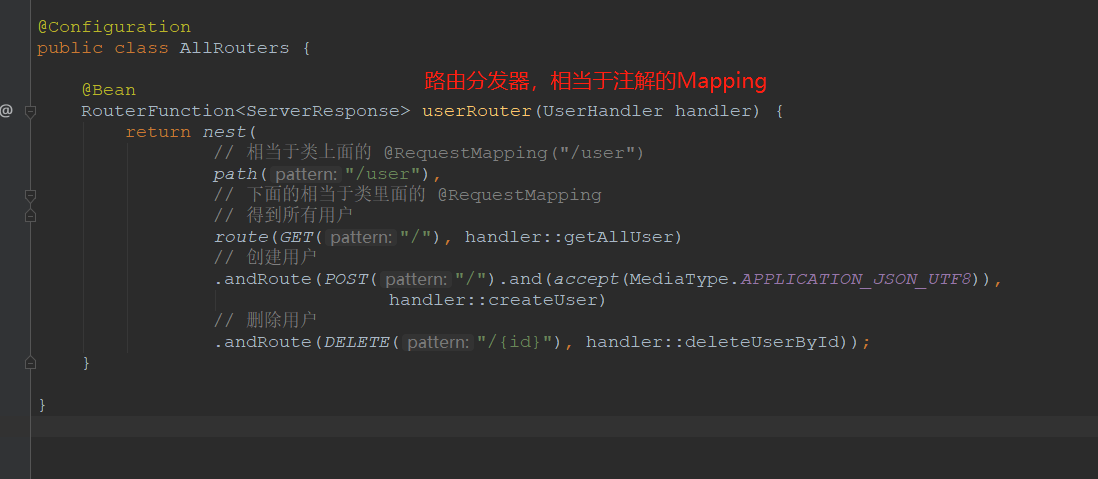 @Configuration
public class AllRouters {
路由分发器，相当于注解的Mapping
@Bean
@
RouterFunction<ServerResponse> userRouter(UserHandler handler) {
return nest(
// 相当于类上面的 @RequestMapping("/user")
path( pattern: "/user"),
// 下面的相当于类里面的 @RequestMapping
// 得到所有用户
route(GET( pattern: "/"), handler::getAllUser)
// 创建用户
.andRoute(POST( pattern: "/").and(accept(MediaType.APPLICATION_JSON_UTF8)),
handler::createUser)
// 删除用户
.andRoute(DELETE( pattern: "/{id}"), handler::deleteUserById));
}
}